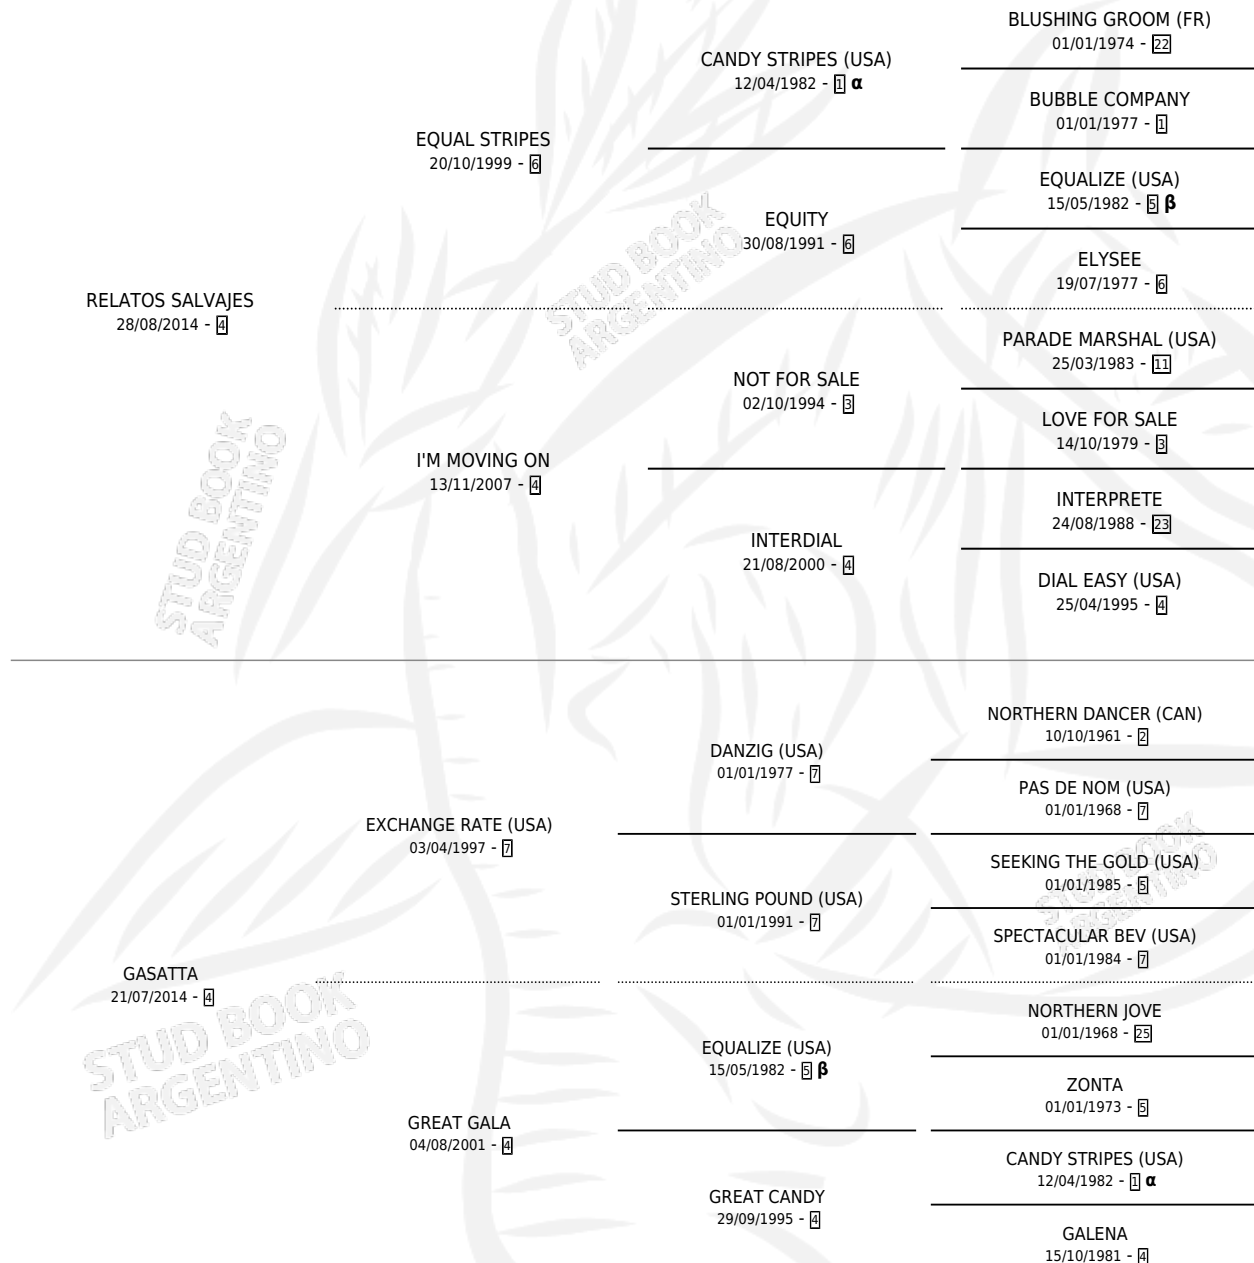 BLUSHING GROOM (FR)
01/01/1974 - 22
CANDY STRIPES (USA)
12/04/1982 - 1 α
BUBBLE COMPANY
01/01/1977 - 1
EQUAL STRIPES
20/10/1999 - 6
EQUALIZE (USA)
15/05/1982 - 5 β
EQUITY
30/08/1991 - 6
ELYSEE
19/07/1977 - 6
RELATOS SALVAJES
28/08/2014 - 4
PARADE MARSHAL (USA)
25/03/1983 - 11
NOT FOR SALE
02/10/1994 - 3
LOVE FOR SALE
14/10/1979 - 3
I'M MOVING ON
13/11/2007 - 4
INTERPRETE
24/08/1988 - 23
INTERDIAL
21/08/2000 - 4
DIAL EASY (USA)
25/04/1995 - 4
NORTHERN DANCER (CAN)
10/10/1961 - 2
DANZIG (USA)
01/01/1977 - 7
PAS DE NOM (USA)
01/01/1968 - 7
EXCHANGE RATE (USA)
03/04/1997 - 7
SEEKING THE GOLD (USA)
01/01/1985 - 5
STERLING POUND (USA)
01/01/1991 - 7
SPECTACULAR BEV (USA)
01/01/1984 - 7
GASATTA
21/07/2014 - 4
NORTHERN JOVE
01/01/1968 - 25
EQUALIZE (USA)
15/05/1982 - 5 β
ZONTA
01/01/1973 - 5
GREAT GALA
04/08/2001 - 4
CANDY STRIPES (USA)
12/04/1982 - 1 α
GREAT CANDY
29/09/1995 - 4
GALENA
15/10/1981 - 4
STUD BOOK
ARGENTINO
STUD BOOK
ARGENTINO
STUD BOOK
ARGENTINO
STUD BOOK
ARGENTINO